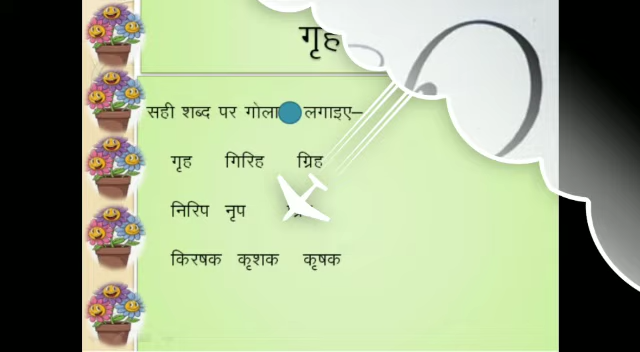 गृह
सही शब्द पर गोला लगाइए–
गृह गिरिह ग्रिह
निरिप नृप
किरषक कृशक कृषक